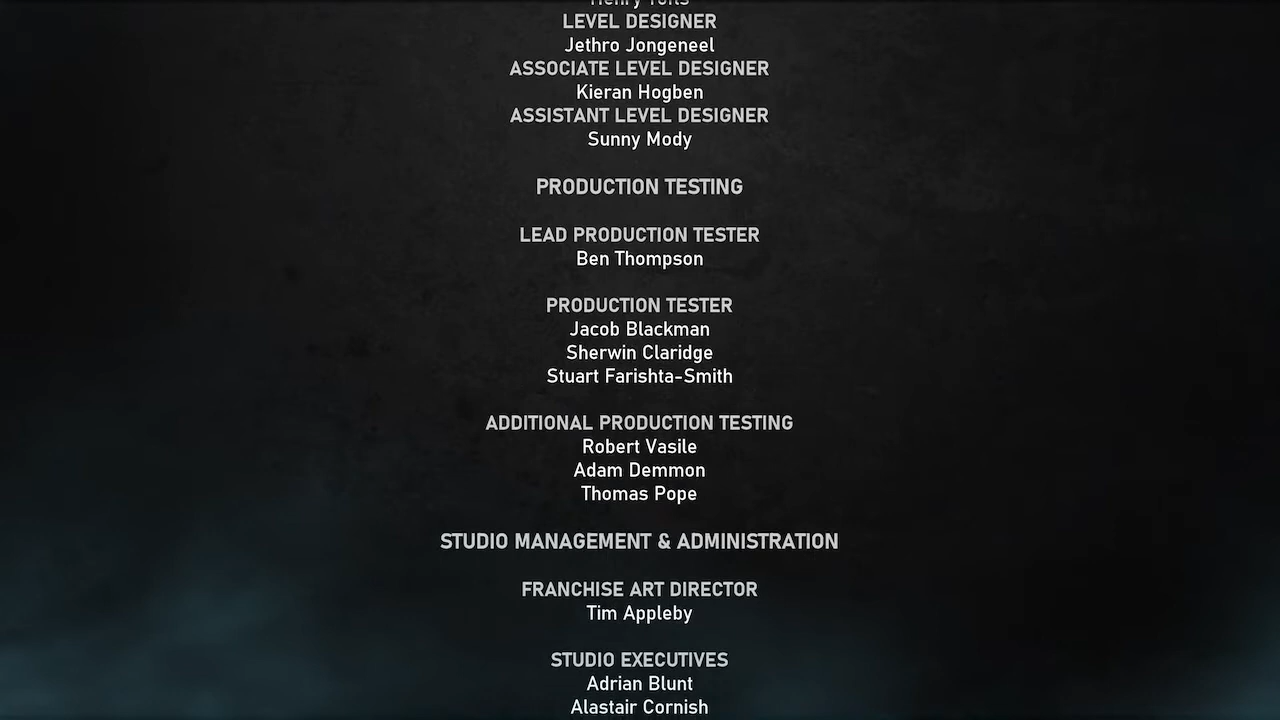 LEVEL DESIGNER
Jethro Jongeneel
ASSOCIATE LEVEL DESIGNER
Kieran Hogben
ASSISTANT LEVEL DESIGNER
Sunny Mody
PRODUCTION TESTING
LEAD PRODUCTION TESTER
Ben Thompson
PRODUCTION TESTER
Jacob Blackman
Sherwin Claridge
Stuart Farishta-Smith
ADDITIONAL PRODUCTION TESTING
Robert Vasile
Adam Demmon
Thomas Pope
STUDIO MANAGEMENT & ADMINISTRATION
FRANCHISE ART DIRECTOR
Tim Appleby
STUDIO EXECUTIVES
Adrian Blunt
Alastair Cornish